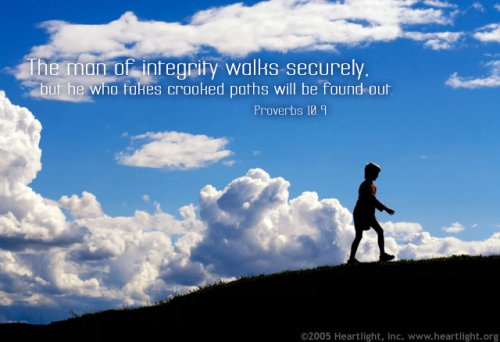 The man of integrity walks securely,
but he who takes crooked paths will be found out.
Proverbs 10.9
©2005 Heartlight, Inc. www.heartlight.org